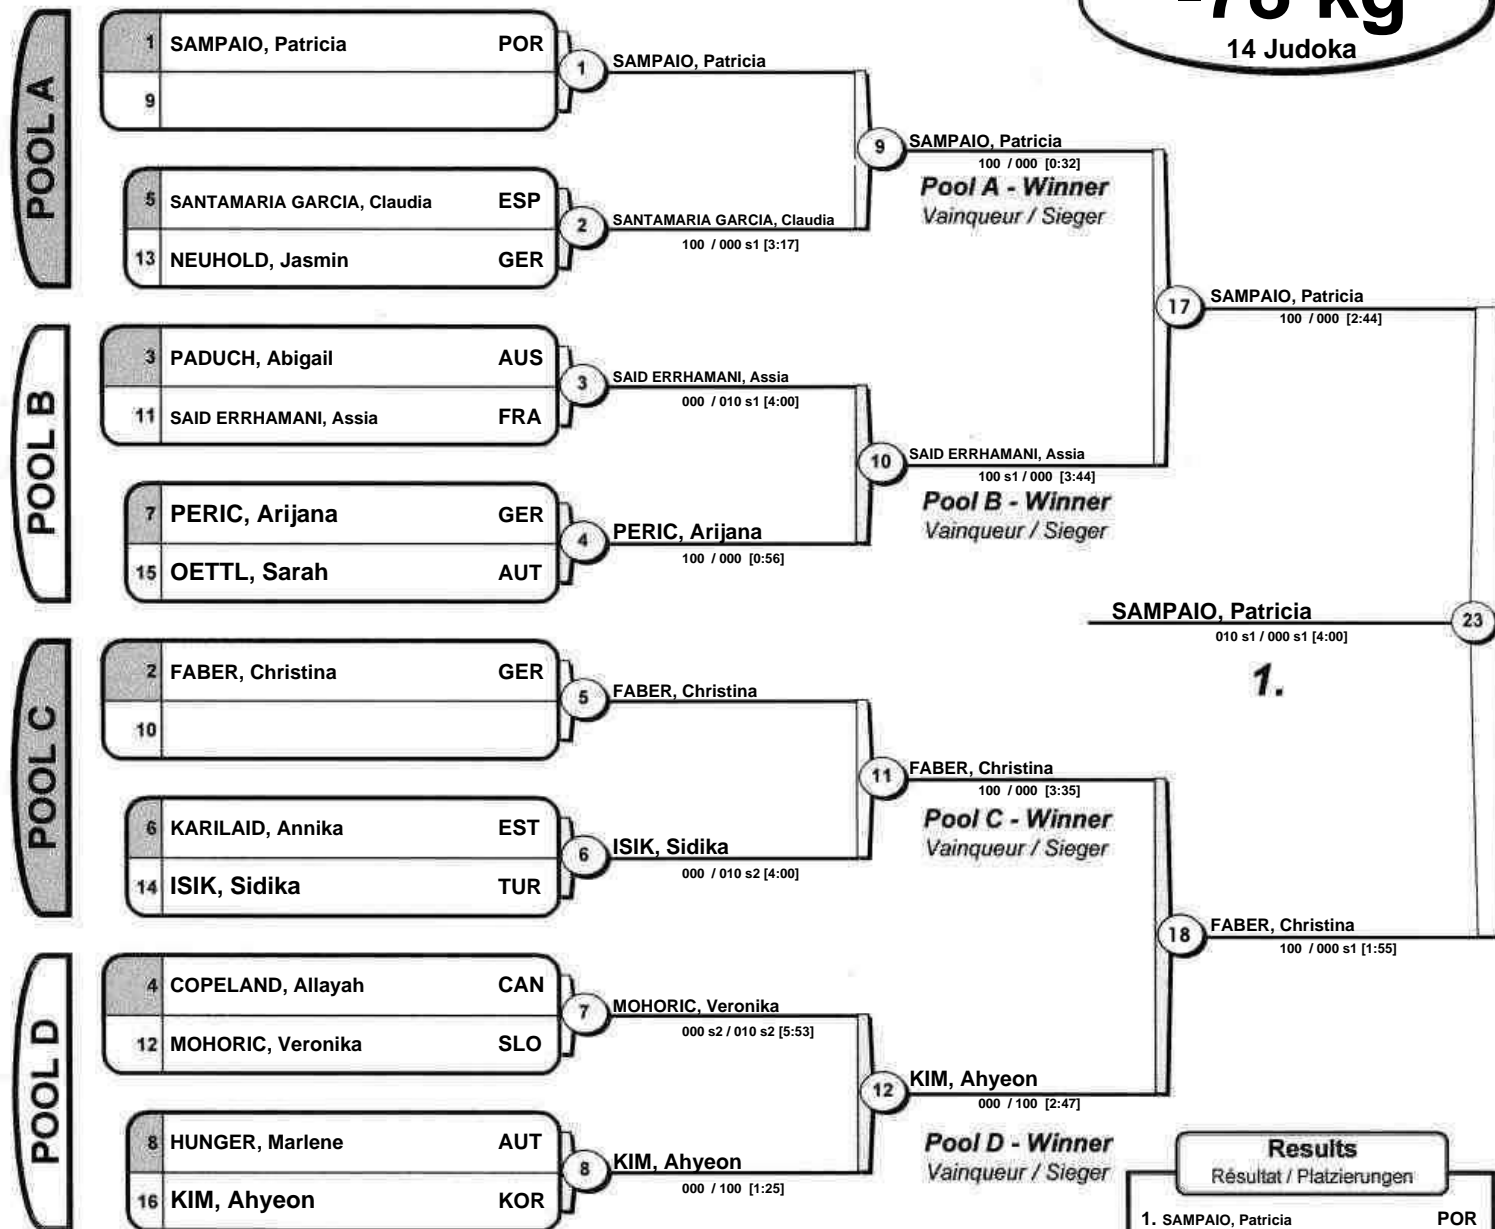 -78 kg
14 Judoka
POOL A
1 SAMPAIO, Patricia POR
9
1 SAMPAIO, Patricia
5 SANTAMARIA GARCIA, Claudia ESP
13 NEUHOLD, Jasmin GER
2 SANTAMARIA GARCIA, Claudia
100 / 000 s1 [3:17]
9 SAMPAIO, Patricia
100 / 000 [0:32]
Pool A - Winner
Vainqueur / Sieger
POOL B
3 PADUCH, Abigail AUS
11 SAID ERRHAMANI, Assia FRA
3 SAID ERRHAMANI, Assia
000 / 010 s1 [4:00]
7 PERIC, Arijana GER
15 OETTL, Sarah AUT
4 PERIC, Arijana
100 / 000 [0:56]
10 SAID ERRHAMANI, Assia
100 s1 / 000 [3:44]
Pool B - Winner
Vainqueur / Sieger
17 SAMPAIO, Patricia
100 / 000 [2:44]
SAMPAIO, Patricia 23
010 s1 / 000 s1 [4:00]
1.
POOL C
2 FABER, Christina GER
10
5 FABER, Christina
6 KARILAID, Annika EST
14 ISIK, Sidika TUR
6 ISIK, Sidika
000 / 010 s2 [4:00]
11 FABER, Christina
100 / 000 [3:35]
Pool C - Winner
Vainqueur / Sieger
POOL D
4 COPELAND, Allayah CAN
12 MOHORIC, Veronika SLO
7 MOHORIC, Veronika
000 s2 / 010 s2 [5:53]
8 HUNGER, Marlene AUT
16 KIM, Ahyeon KOR
8 KIM, Ahyeon
000 / 100 [1:25]
12 KIM, Ahyeon
000 / 100 [2:47]
Pool D - Winner
Vainqueur / Sieger
18 FABER, Christina
100 / 000 s1 [1:55]
Results
Résultat / Platzierungen
1. SAMPAIO, Patricia POR